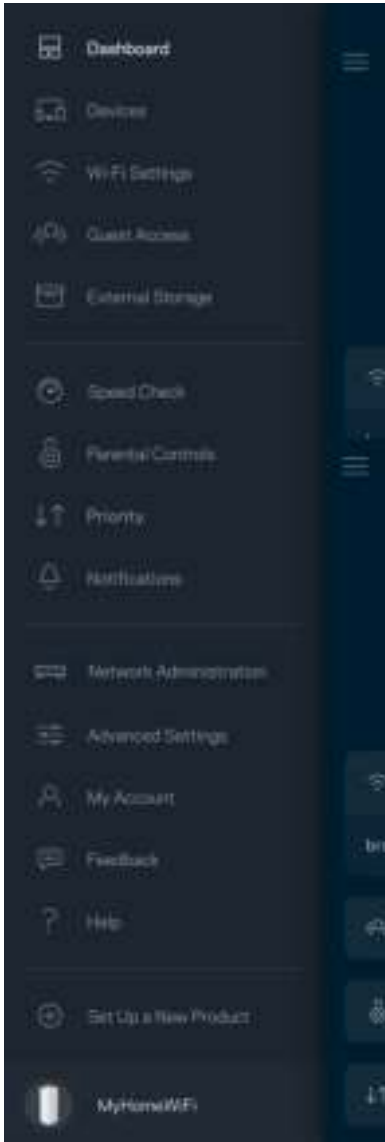 Dashboard
Devices
Wi-Fi Settings
Guest Access
External Storage
Speed Check
Parental Controls
Priority
Notifications
Network Administration
Advanced Settings
My Account
Feedback
? Help
Set Up a New Product
MyHomeWiFi
bro